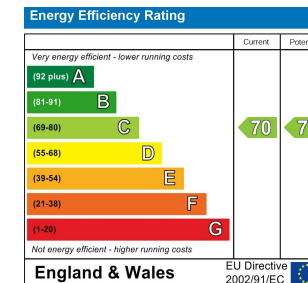 Energy Efficiency Rating
Current
Very energy efficient - lower running costs
(92 plus) A
(81-91) B
(69-80) C 70
(55-68) D
(39-54) E
(21-38) F
(1-20) G
Not energy efficient - higher running costs
England & Wales
EU Directive
2002/91/EC